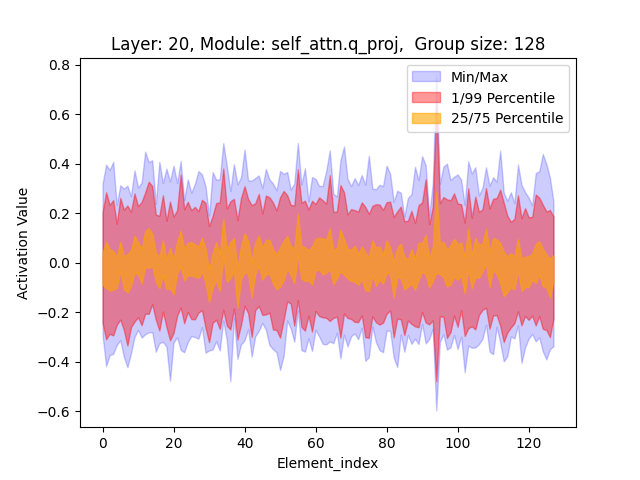 Layer: 20, Module: self_attn.q_proj,  Group size: 128
Min/Max
1/99 Percentile
25/75 Percentile
Activation Value
0.8
0.6
0.4
0.2
0.0
−0.2
−0.4
−0.6
0 20 40 60 80 100 120
Element_index